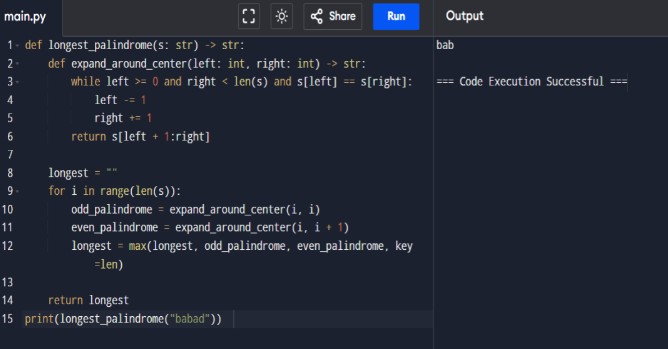 main.py Share Run Output
1 def longest_palindrome(s: str) -> str:
2     def expand_around_center(left: int, right: int) -> str:
3         while left >= 0 and right < len(s) and s[left] == s[right]:
4             left -= 1
5             right += 1
6         return s[left + 1:right]
7
8     longest = ""
9     for i in range(len(s)):
10         odd_palindrome = expand_around_center(i, i)
11         even_palindrome = expand_around_center(i, i + 1)
12         longest = max(longest, odd_palindrome, even_palindrome, key
            =len)
13
14     return longest
15 print(longest_palindrome("babad"))
bab
=== Code Execution Successful ===